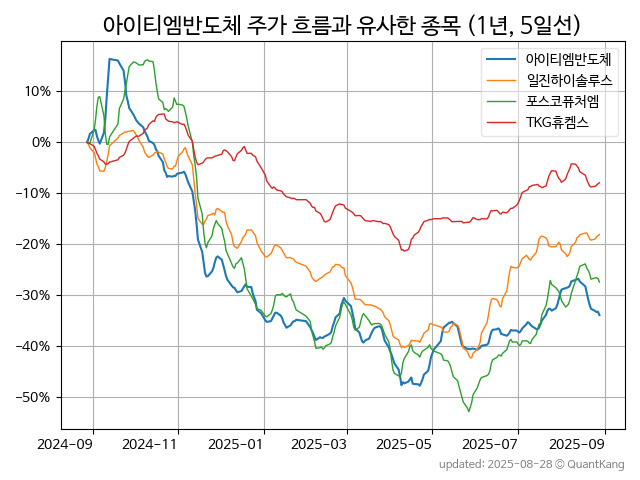 아이티엠반도체 주가 흐름과 유사한 종목 (1년, 5일선)
아이티엠반도체
일진하이솔루스
포스코퓨처엠
TKG휴켐스
10%
0%
−10%
−20%
−30%
−40%
−50%
2024-09 2024-11 2025-01 2025-03 2025-05 2025-07 2025-09
updated: 2025-08-28 © QuantKang